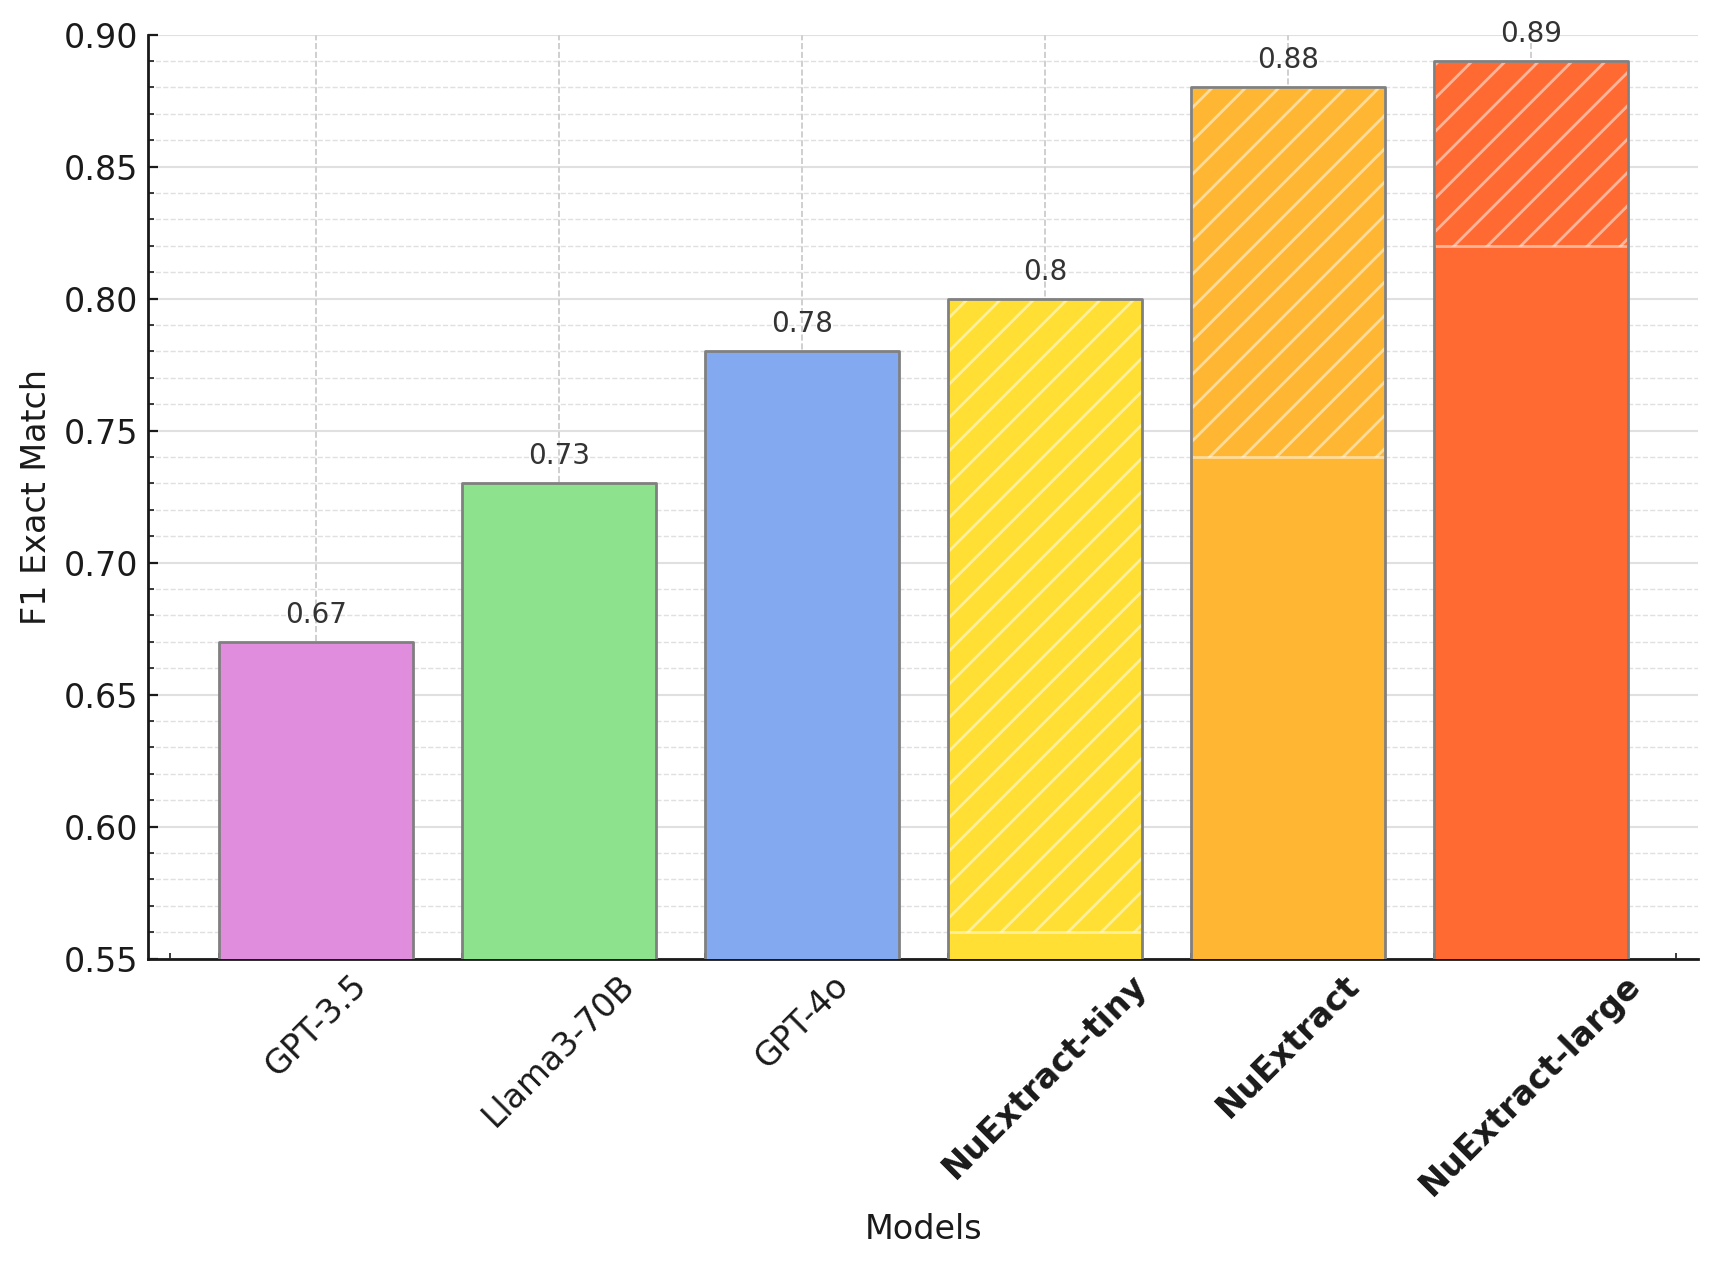 0.90
0.85
0.80
0.75
0.70
0.65
0.60
0.55
F1 Exact Match
0.67
0.73
0.78
0.8
0.88
0.89
GPT-3.5
Llama3-70B
GPT-4o
NuExtract-tiny
NuExtract
NuExtract-large
Models